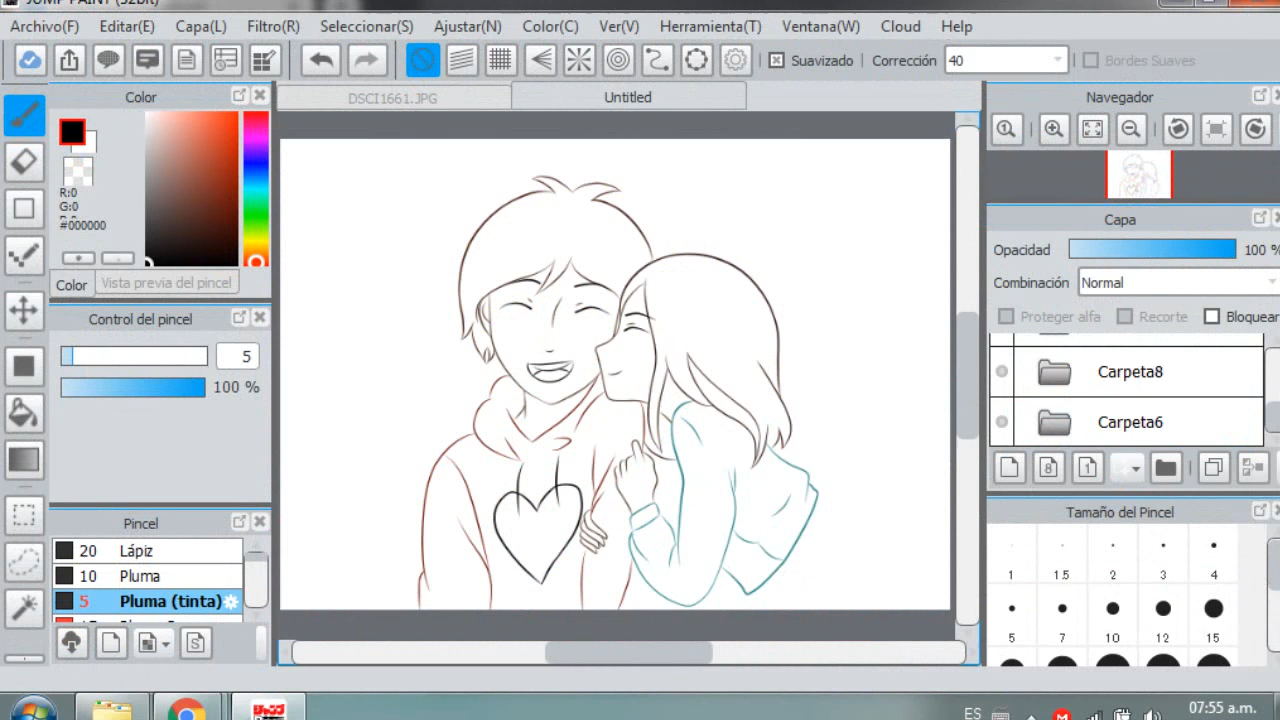 JUMP PAINT (32bit)
Archivo(F) Editar(E) Capa(L) Filtro(R) Seleccionar(S) Ajustar(N) Color(C) Ver(V) Herramienta(T) Ventana(W) Cloud Help
Suavizado Corrección 40 Bordes Suaves
Color DSCI1661.JPG Untitled Navegador
R:0
G:0
#000000
Capa
Opacidad 100 %
Color Vista previa del pincel
Combinación Normal
Control del pincel
Proteger alfa Recorte Bloquear
5
100 %
Carpeta8
Carpeta6
8 1
Pincel
Tamaño del Pincel
20 Lápiz
10 Pluma
5 Pluma (tinta)
1 1.5 2 3 4
5 7 10 12 15
S
ES 07:55 a.m.